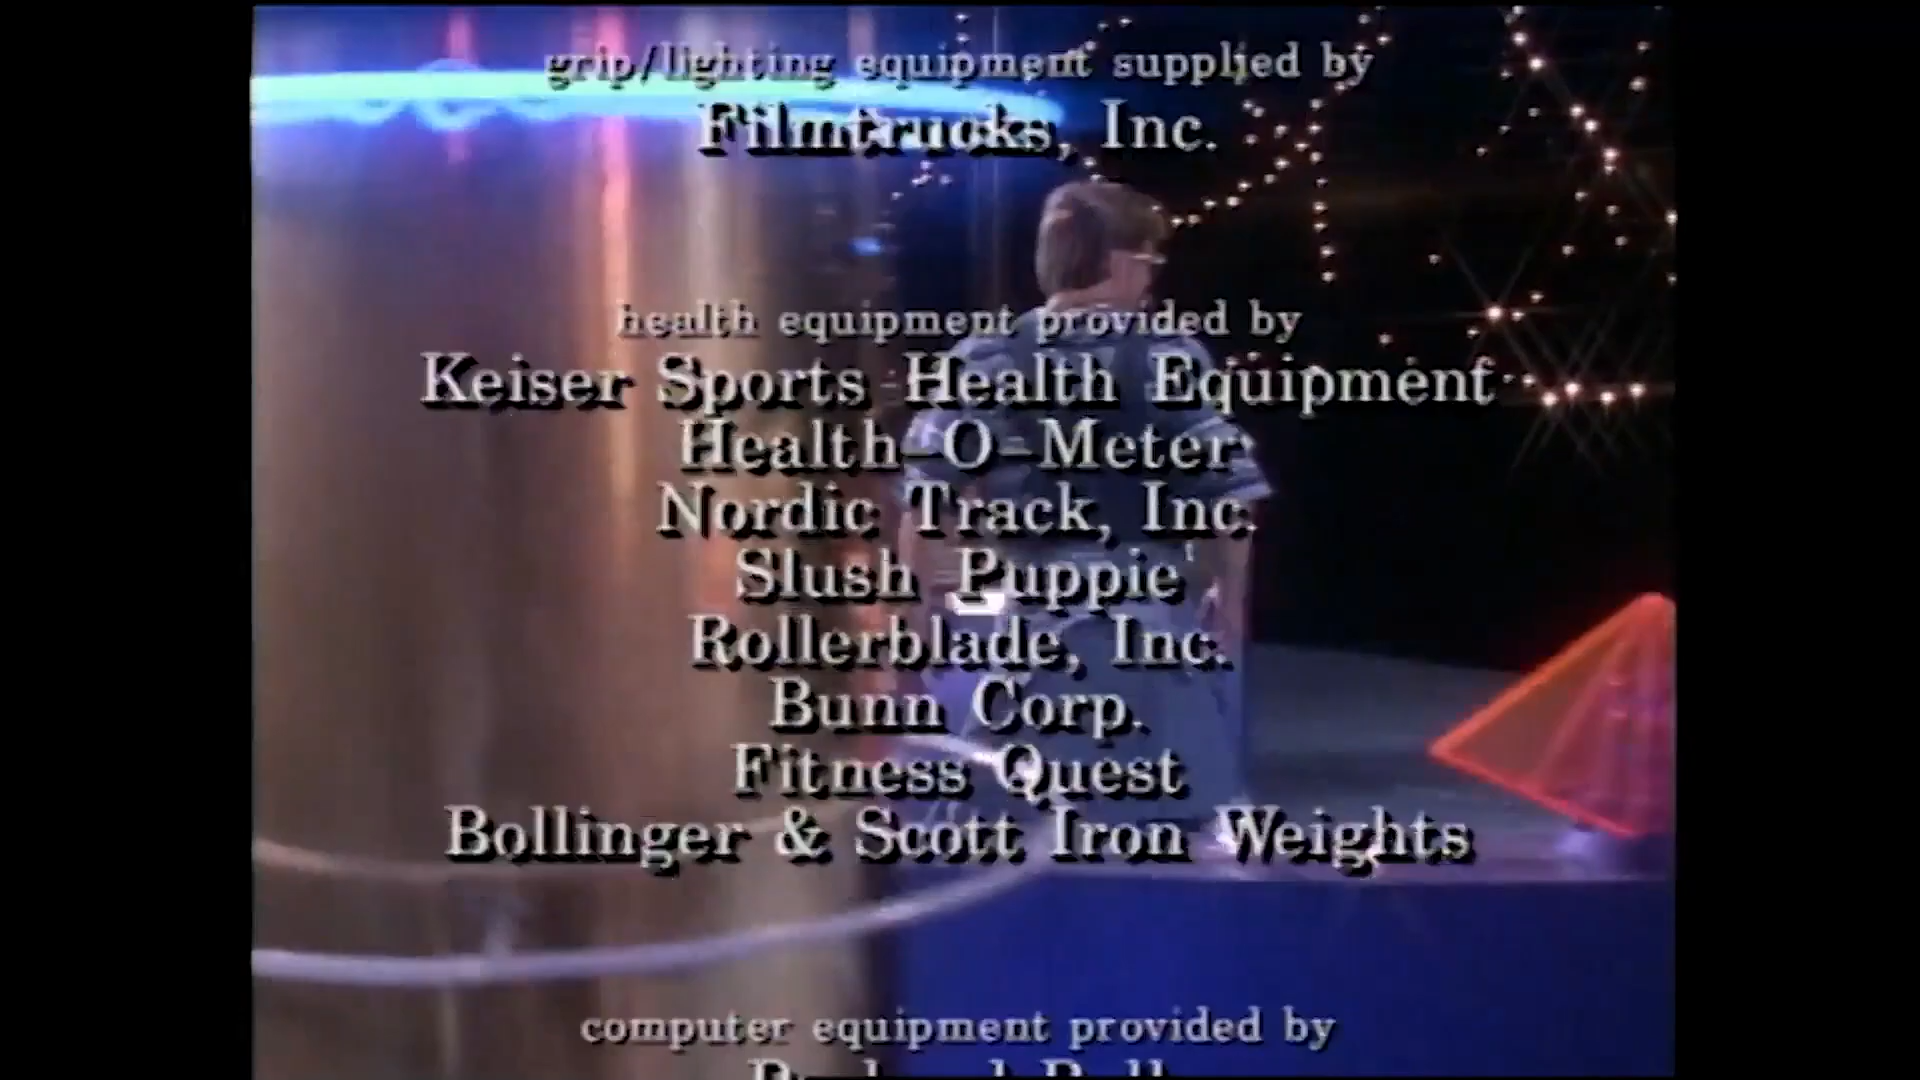 grip/lighting equipment supplied by
Filmtrucks, Inc.
health equipment provided by
Keiser Sports Health Equipment
Health-O-Meter
Nordic Track, Inc.
Slush Puppie'
Rollerblade, Inc.
Bunn Corp.
Fitness Quest
Bollinger & Scott Iron Weights
computer equipment provided by